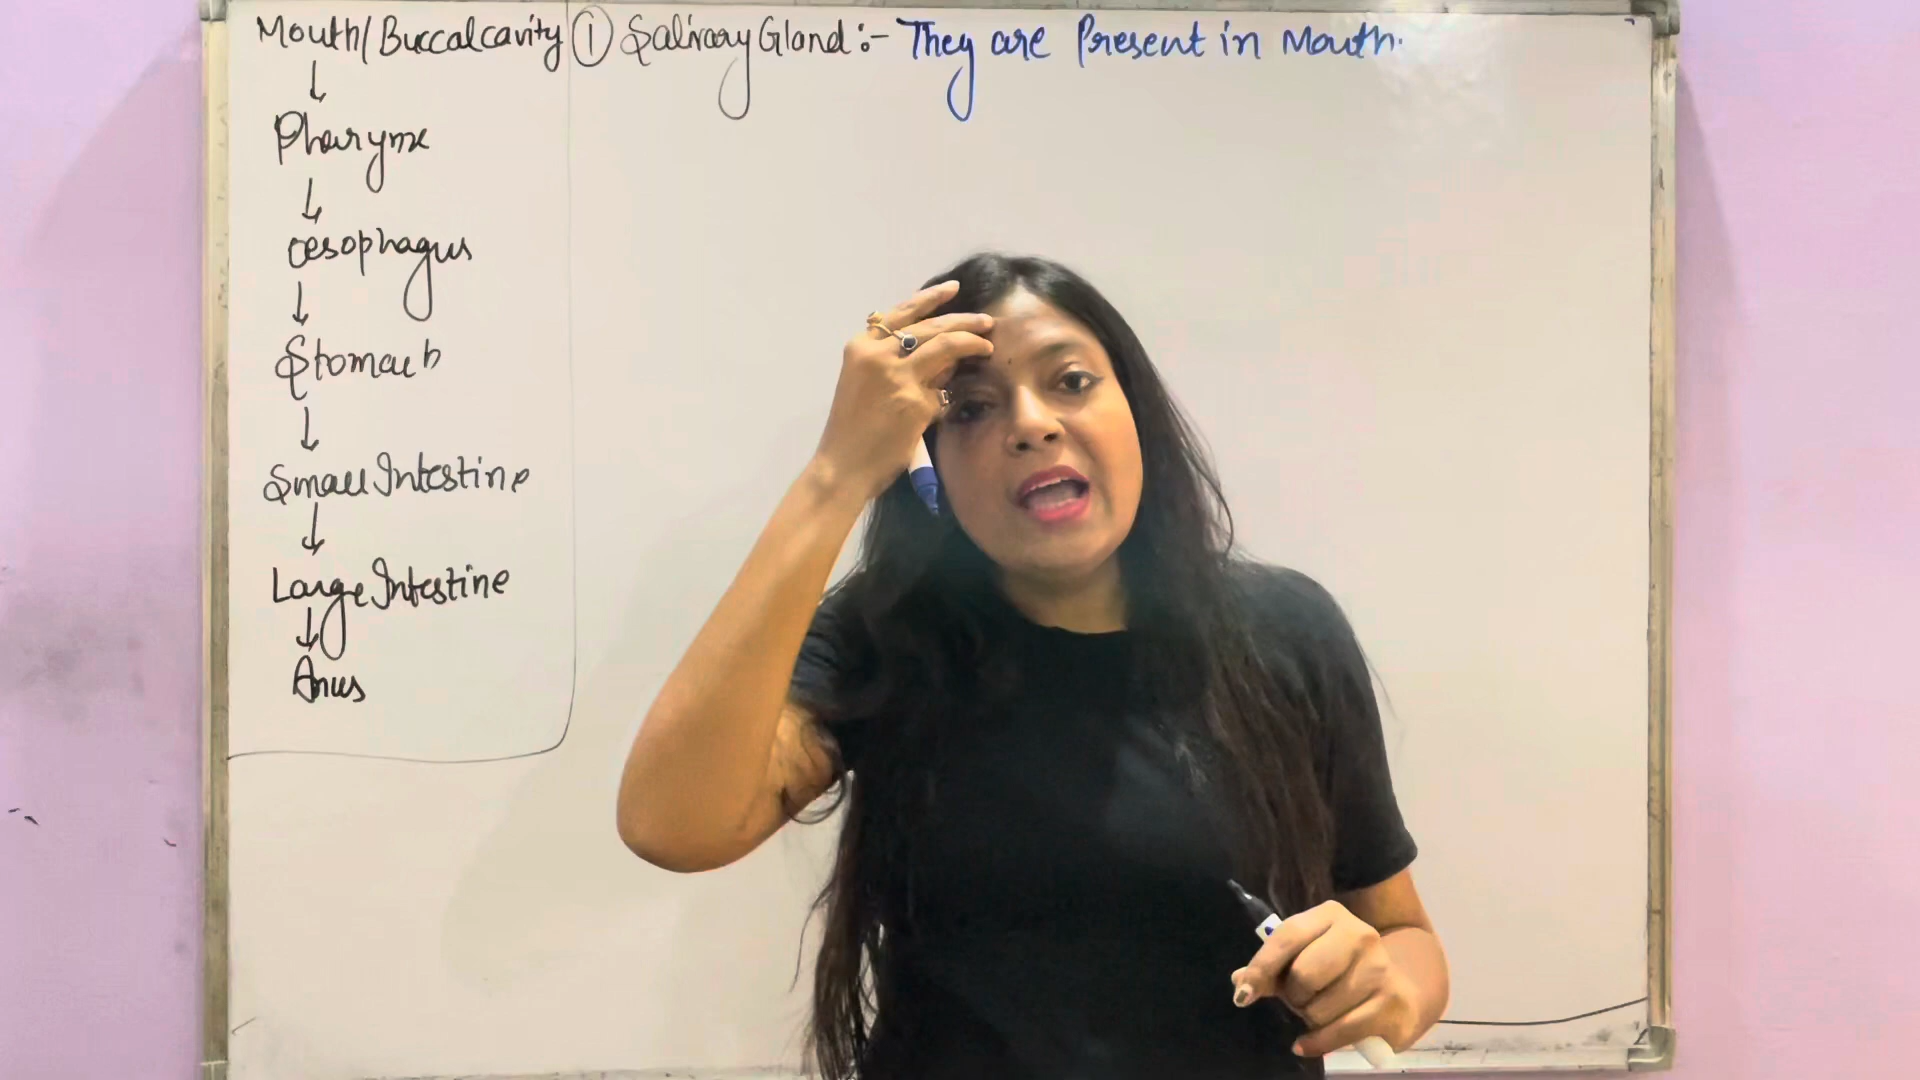 Mouth/Buccalcavity
↓
Pharynx
↓
Oesophagus
↓
Stomach
↓
Small Intestine
↓
Large Intestine
↓
Anus
① Salivary Gland :- They are Present in Mouth.